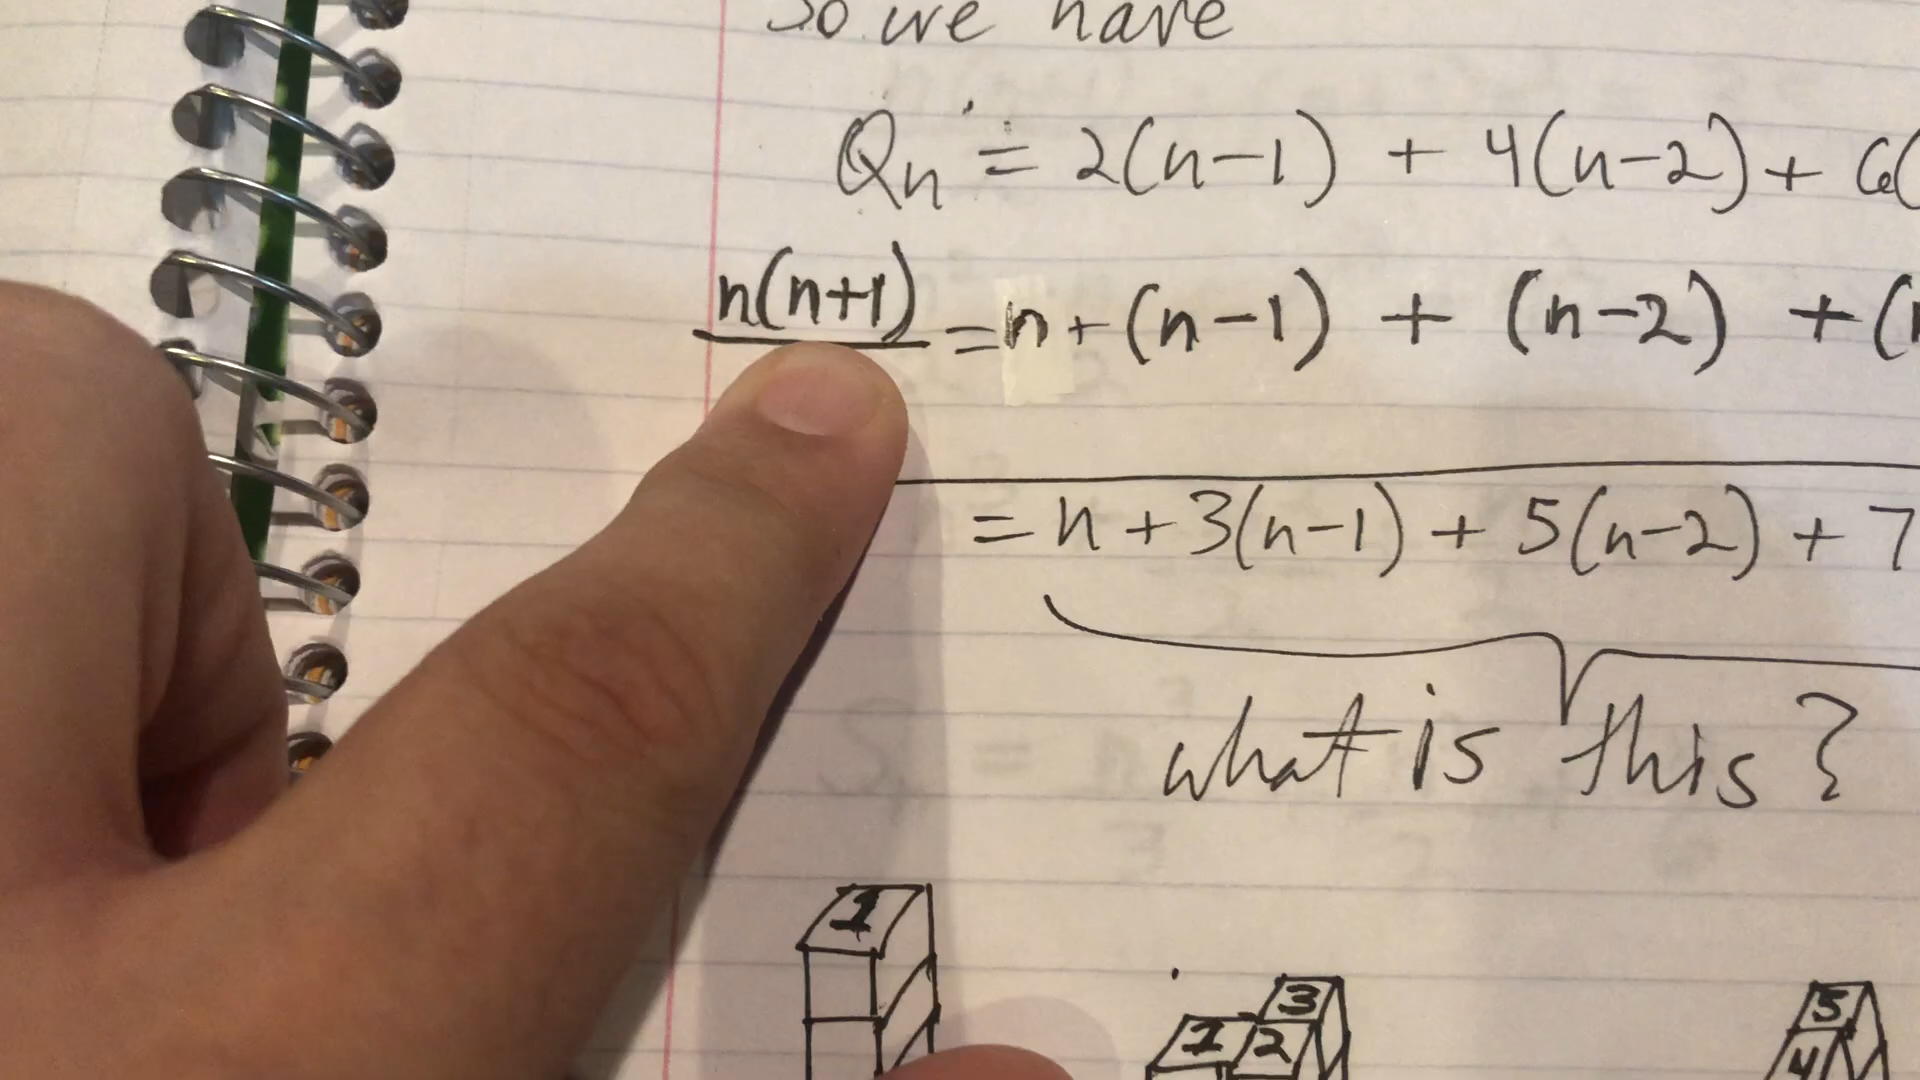 So we have
Qn = 2(n-1) + 4(n-2) + 6(
n(n+1) = n + (n-1) + (n-2) + (
= n + 3(n-1) + 5(n-2) + 7
what is this?
1
3
5
1 2
4